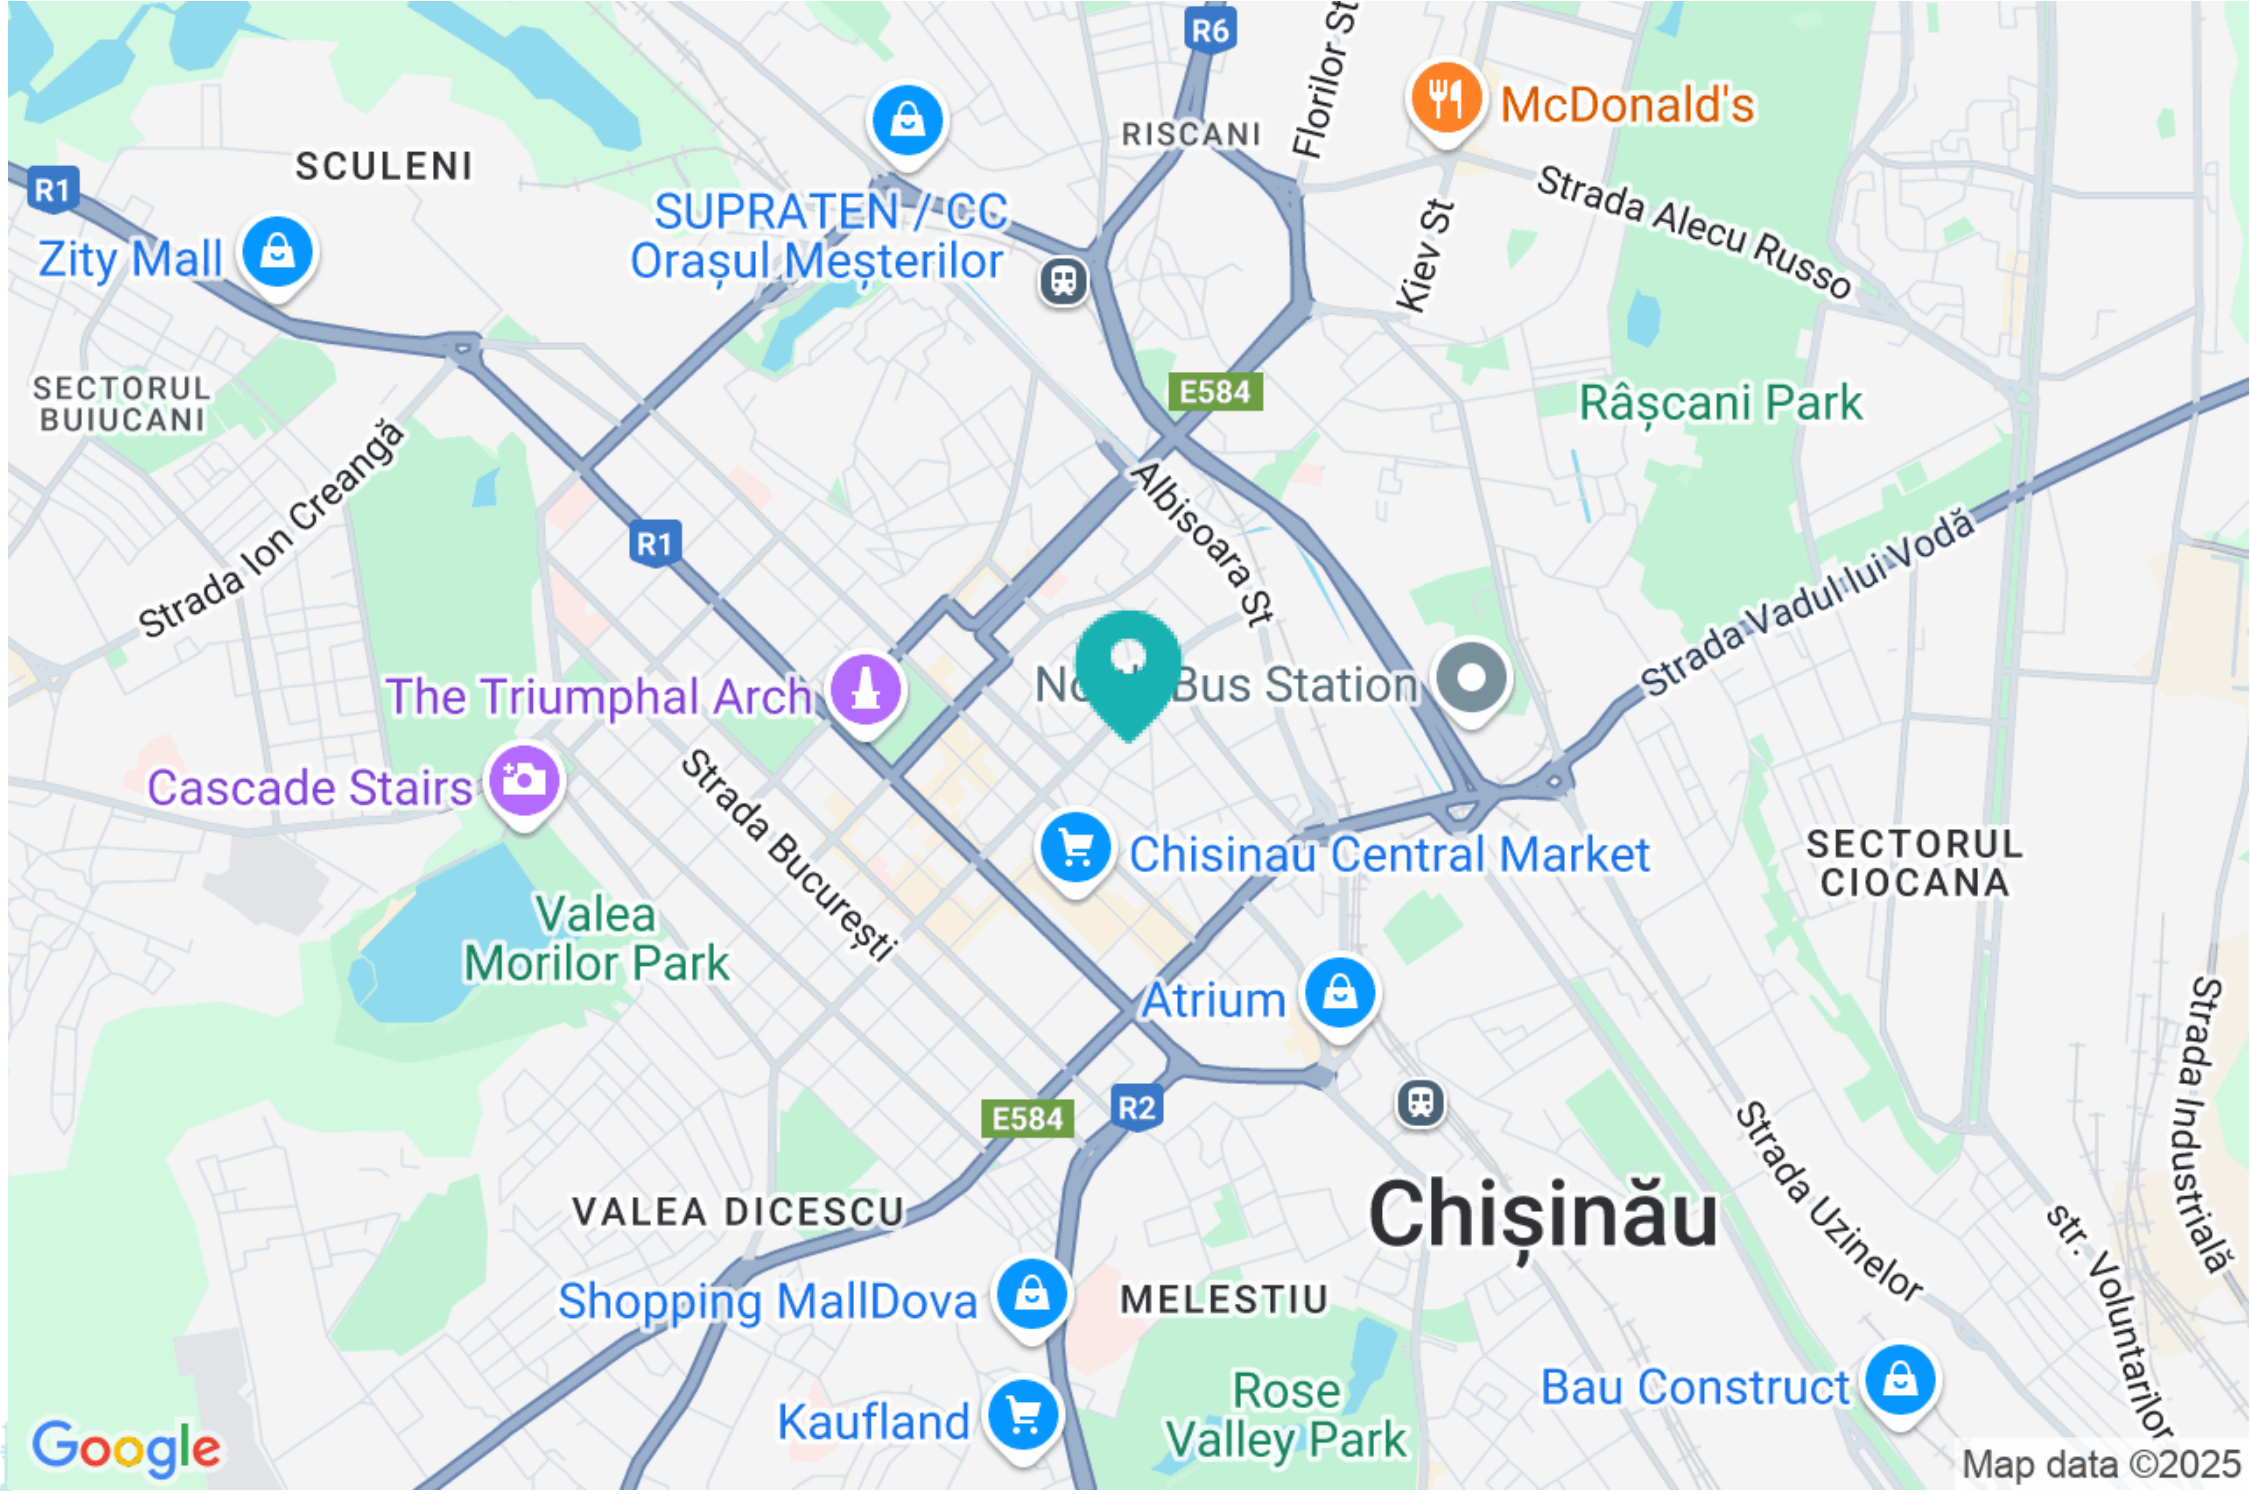 R6
Florilor St
McDonald's
RISCANI
SCULENI
R1
Strada Alecu Russo
SUPRATEN / CC
Orașul Meșterilor
Zity Mall
Kiev St
SECTORUL
BUIUCANI
E584
Râșcani Park
Strada Ion Creangă
R1
Albisoara St
Strada Vadul lui Vodă
The Triumphal Arch
Bus Station
Cascade Stairs
Strada București
Chisinau Central Market
SECTORUL
CIOCANA
Valea
Morilor Park
Atrium
Strada Industrială
E584
R2
Strada Uzinelor
VALEA DICESCU
Chișinău
str. Voluntarilor
Shopping MallDova
MELESTIU
Bau Construct
Rose
Valley Park
Kaufland
Google
Map data ©2025